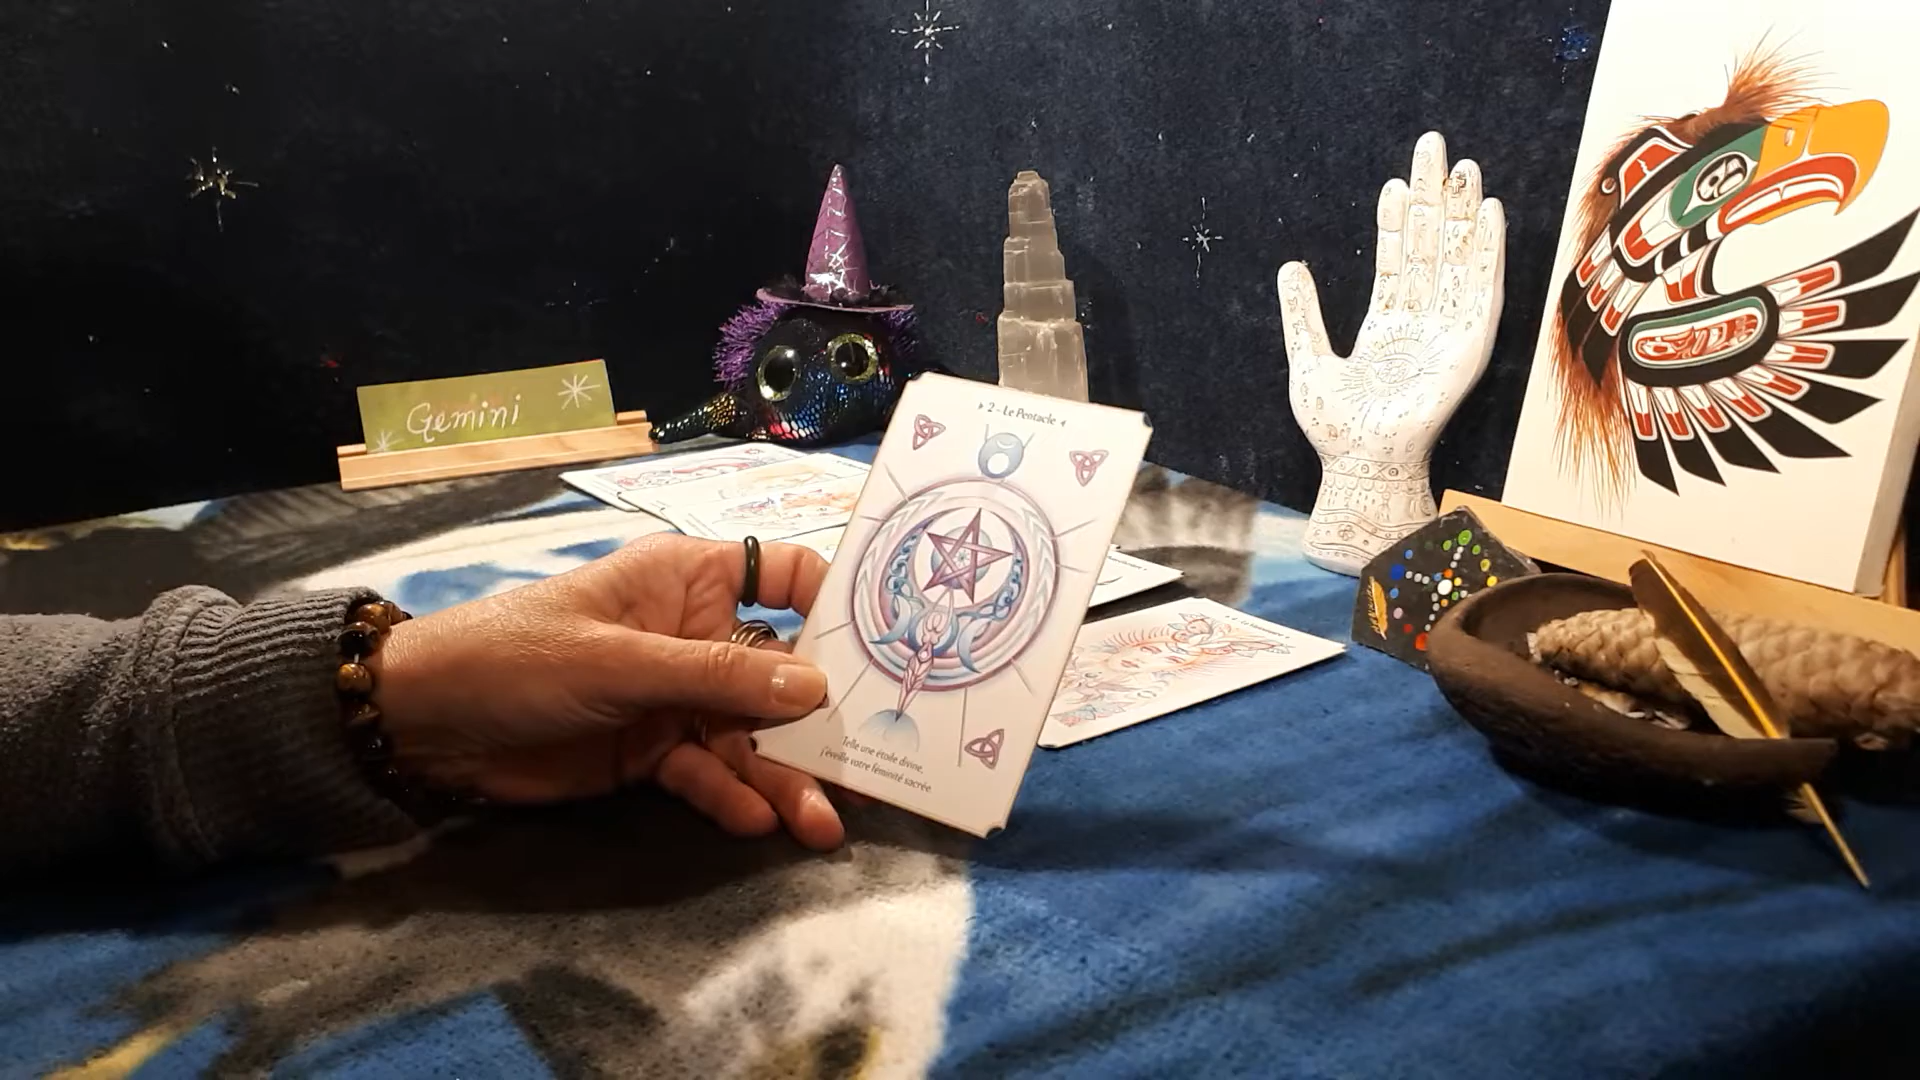 Gemini
2 - Le Pentacle
Telle une étoile divine,
j'éveille votre féminité sacrée.